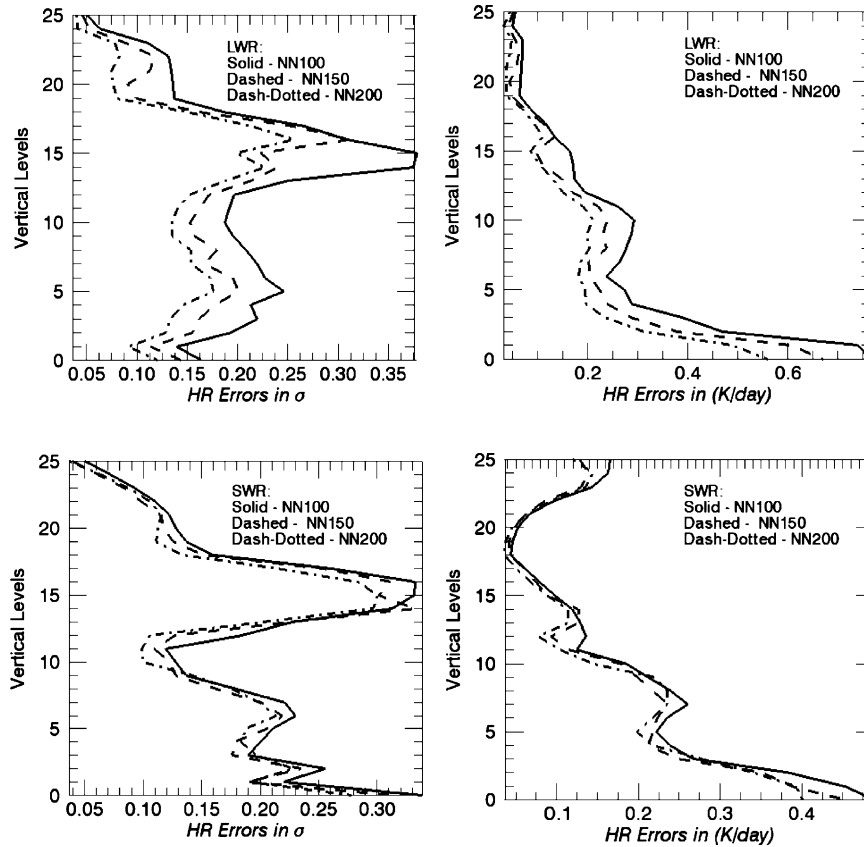 25
20
15
10
5
0
Vertical Levels
LWR:
Solid - NN100
Dashed - NN150
Dash-Dotted - NN200
0.05 0.10 0.15 0.20 0.25 0.30 0.35
HR Errors in σ
25
20
15
10
5
0
Vertical Levels
LWR:
Solid - NN100
Dashed - NN150
Dash-Dotted - NN200
0.2 0.4 0.6
HR Errors in (K/day)
25
20
15
10
5
0
Vertical Levels
SWR:
Solid - NN100
Dashed - NN150
Dash-Dotted - NN200
0.05 0.10 0.15 0.20 0.25 0.30
HR Errors in σ
25
20
15
10
5
0
Vertical Levels
SWR:
Solid - NN100
Dashed - NN150
Dash-Dotted - NN200
0.1 0.2 0.3 0.4
HR Errors in (K/day)